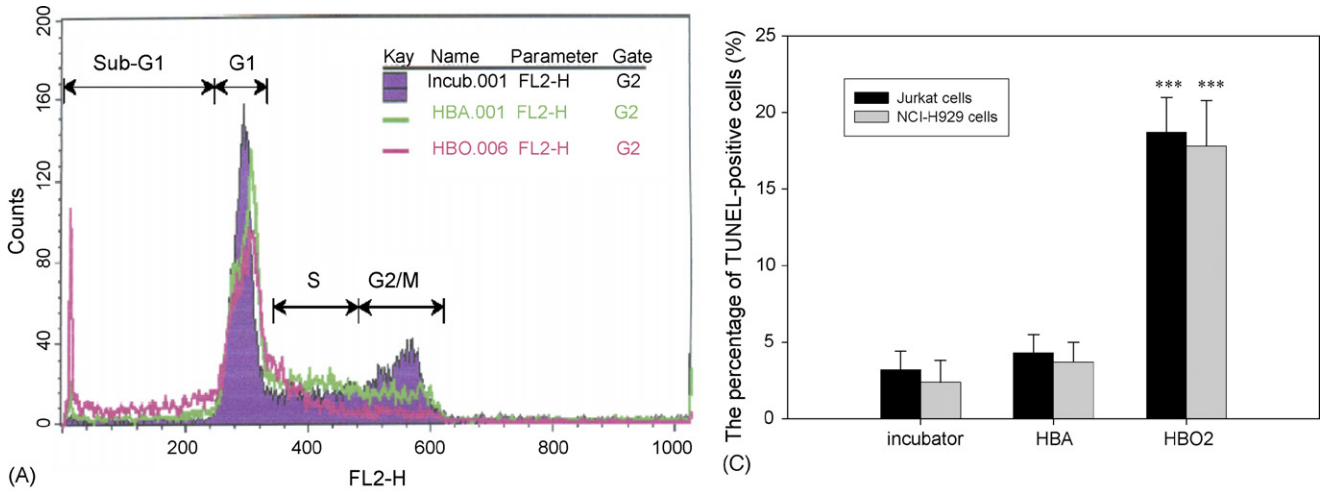 200
160
120
80
40
0
Counts
Sub-G1
G1
S
G2/M
Kay Name Parameter Gate
Incub.001 FL2-H G2
HBA.001 FL2-H G2
HBO.006 FL2-H G2
200 400 600 800 1000
FL2-H
(A)
The percentage of TUNEL-positive cells (%)
25
20
15
10
5
0
Jurkat cells
NCI-H929 cells
*** ***
incubator HBA HBO2
(C)